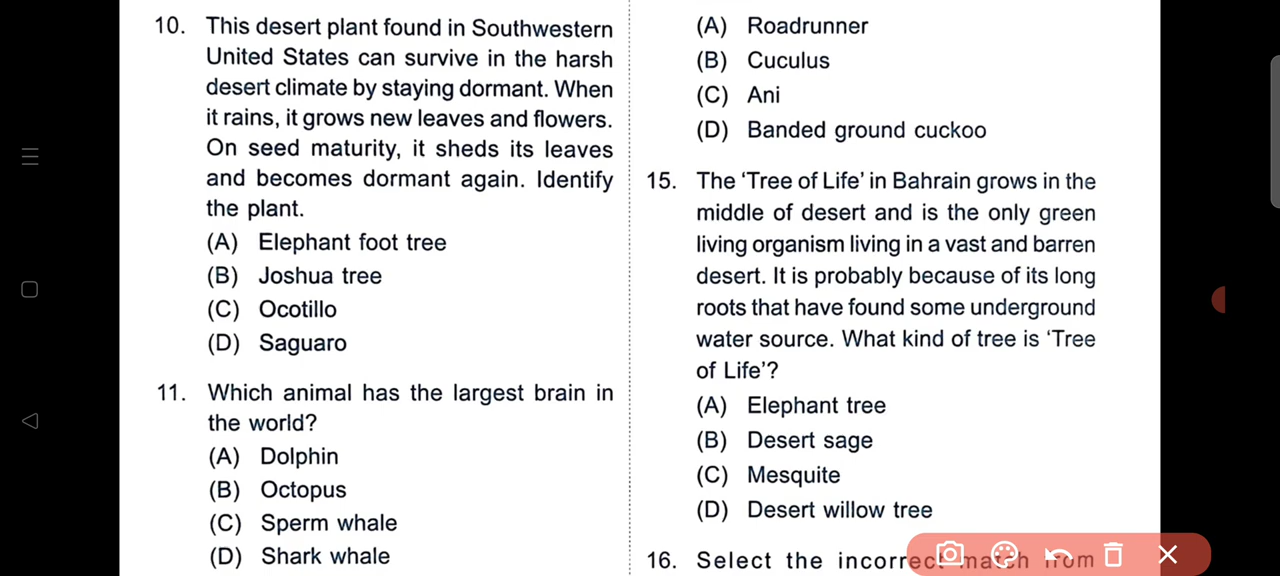 10. This desert plant found in Southwestern
United States can survive in the harsh
desert climate by staying dormant. When
it rains, it grows new leaves and flowers.
On seed maturity, it sheds its leaves
and becomes dormant again. Identify
the plant.
(A) Elephant foot tree
(B) Joshua tree
(C) Ocotillo
(D) Saguaro
11. Which animal has the largest brain in
the world?
(A) Dolphin
(B) Octopus
(C) Sperm whale
(D) Shark whale
(A) Roadrunner
(B) Cuculus
(C) Ani
(D) Banded ground cuckoo
15. The ‘Tree of Life’ in Bahrain grows in the
middle of desert and is the only green
living organism living in a vast and barren
desert. It is probably because of its long
roots that have found some underground
water source. What kind of tree is ‘Tree
of Life’?
(A) Elephant tree
(B) Desert sage
(C) Mesquite
(D) Desert willow tree
16. Select the incorrect match from